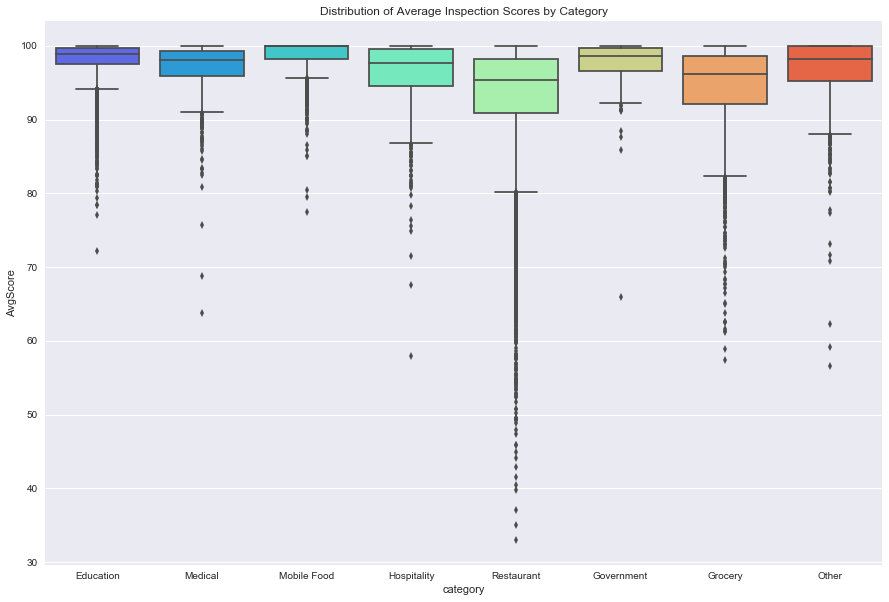 Distribution of Average Inspection Scores by Category
100
90
80
70
60
50
40
30
AvgScore
Education Medical Mobile Food Hospitality Restaurant Government Grocery Other
category